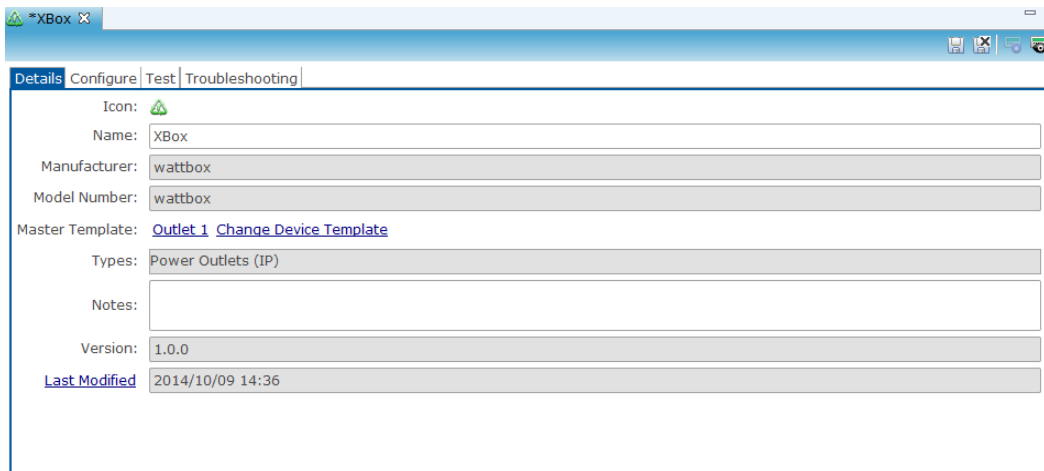 *XBox
Details Configure Test Troubleshooting
Icon:
Name: XBox
Manufacturer: wattbox
Model Number: wattbox
Master Template: Outlet 1 Change Device Template
Types: Power Outlets (IP)
Notes:
Version: 1.0.0
Last Modified 2014/10/09 14:36